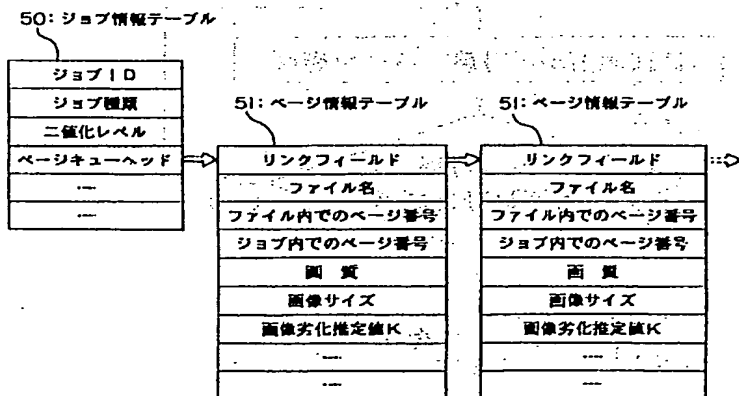 50:ジョブ情報テーブル
ジョブID
ジョブ種類
二値化レベル
ページキューヘッド
----
----
51:ページ情報テーブル
リンクフィールド
ファイル名
ファイル内でのページ番号
ジョブ内でのページ番号
画 質
画像サイズ
画像劣化推定値K
----
----
51:ページ情報テーブル
リンクフィールド
ファイル名
ファイル内でのページ番号
ジョブ内でのページ番号
画 質
画像サイズ
画像劣化推定値K
----
----